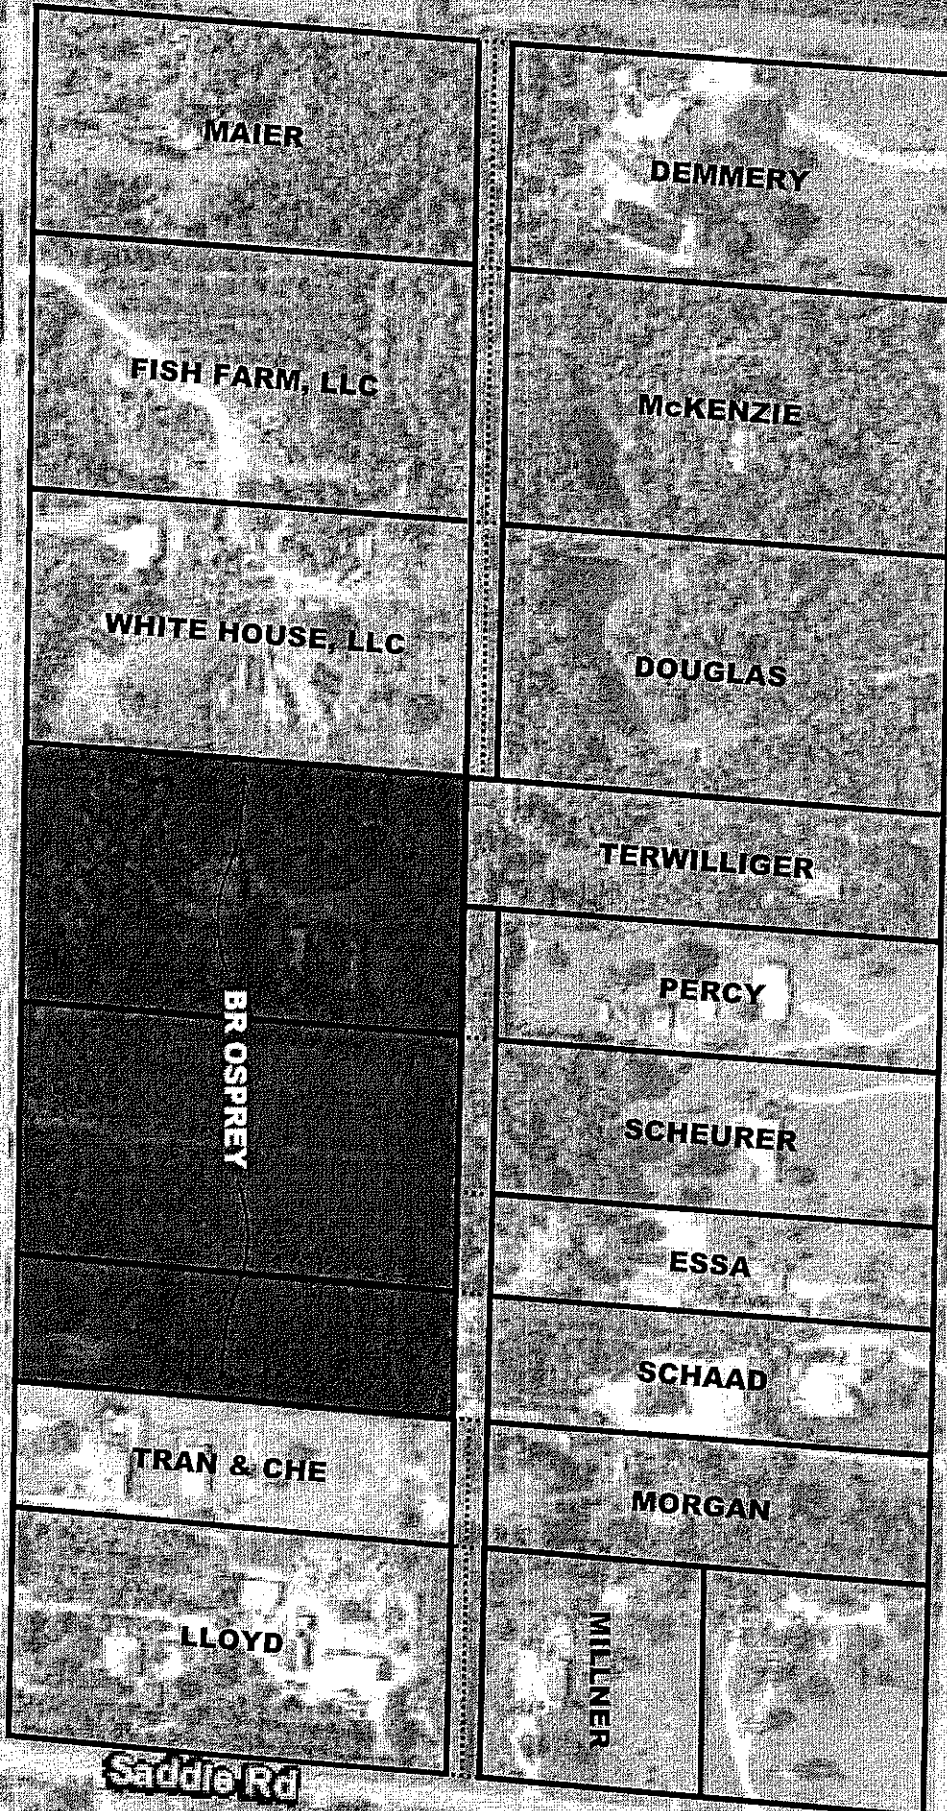 MAIER
DEMMERY
FISH FARM, LLC
McKENZIE
WHITE HOUSE, LLC
DOUGLAS
TERWILLIGER
BR OSPREY
PERCY
SCHEURER
ESSA
SCHAAD
TRAN & CHE
MORGAN
LLOYD
MILLNER
Saddle Rd